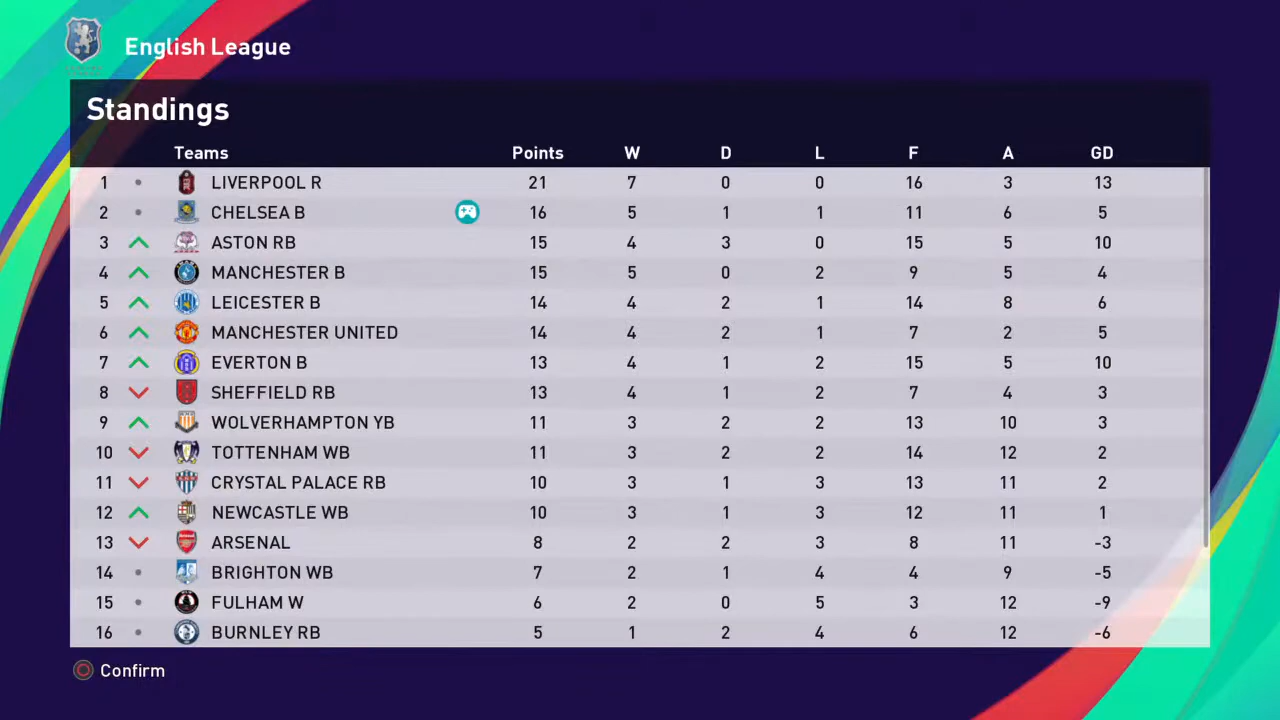 English League
Standings
Teams Points W D L F A GD
1 LIVERPOOL R 21 7 0 0 16 3 13
2 CHELSEA B 16 5 1 1 11 6 5
3 ASTON RB 15 4 3 0 15 5 10
4 MANCHESTER B 15 5 0 2 9 5 4
5 LEICESTER B 14 4 2 1 14 8 6
6 MANCHESTER UNITED 14 4 2 1 7 2 5
7 EVERTON B 13 4 1 2 15 5 10
8 SHEFFIELD RB 13 4 1 2 7 4 3
9 WOLVERHAMPTON YB 11 3 2 2 13 10 3
10 TOTTENHAM WB 11 3 2 2 14 12 2
11 CRYSTAL PALACE RB 10 3 1 3 13 11 2
12 NEWCASTLE WB 10 3 1 3 12 11 1
13 ARSENAL 8 2 2 3 8 11 -3
14 BRIGHTON WB 7 2 1 4 4 9 -5
15 FULHAM W 6 2 0 5 3 12 -9
16 BURNLEY RB 5 1 2 4 6 12 -6
Confirm